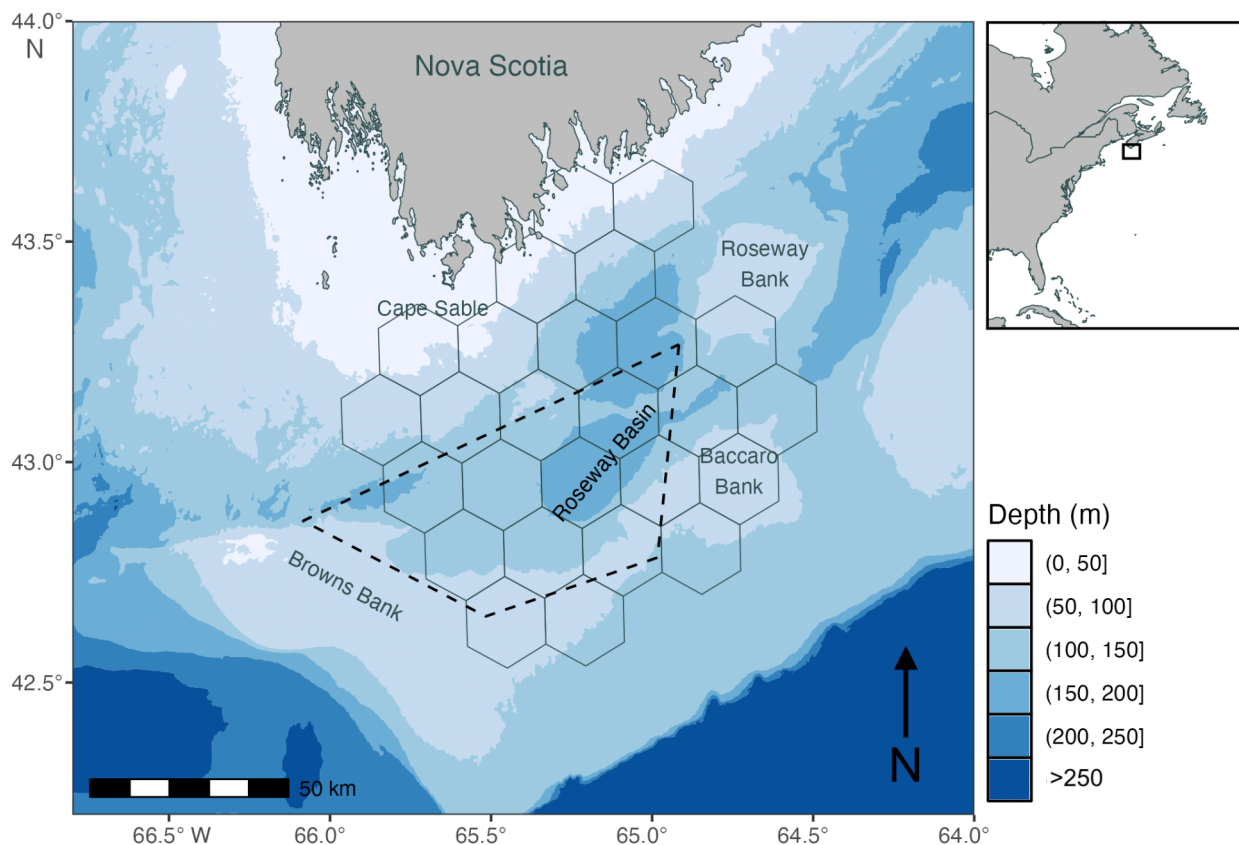 44.0°
N
43.5°
43.0°
42.5°
Nova Scotia
Roseway
Bank
Cape Sable
Roseway Basin
Baccaro
Bank
Browns Bank
N
50 km
66.5° W
66.0°
65.5°
65.0°
64.5°
64.0°
Depth (m)
(0, 50]
(50, 100]
(100, 150]
(150, 200]
(200, 250]
>250